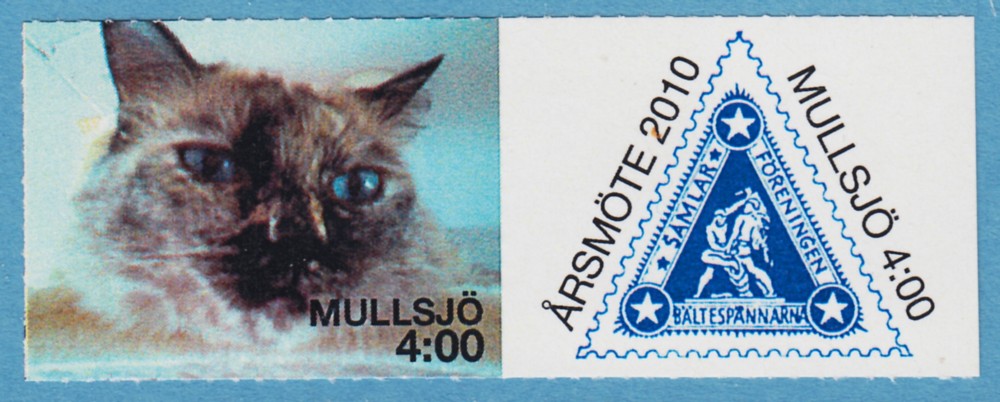 MULLSJÖ
4:00
ÅRSMÖTE 2010
MULLSJÖ 4:00
SAMLAR
FÖRENINGEN
BÄLTESPÄNNARNA